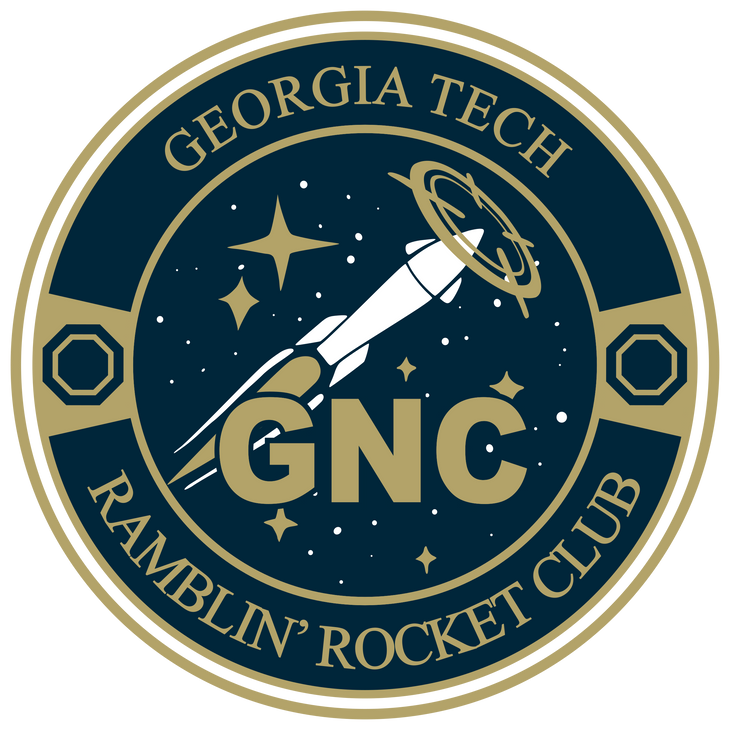 GEORGIA TECH
GNC
RAMBLIN’ ROCKET CLUB